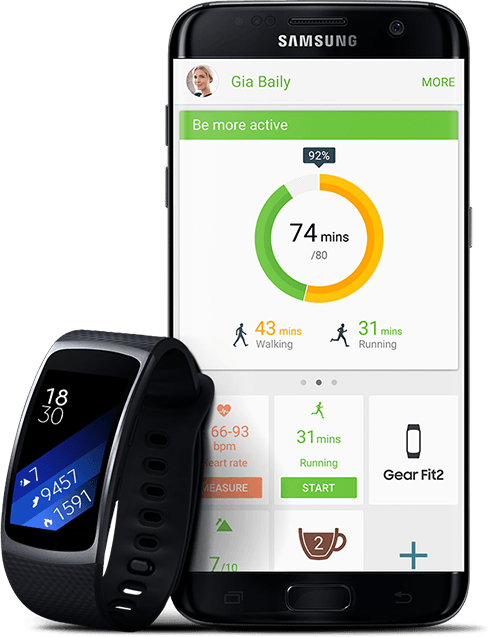 SAMSUNG
Gia Baily
MORE
Be more active
92%
74 mins
/80
43 mins
Walking
31 mins
Running
18
30
7
9457
1591
66-93
bpm
Heart rate
MEASURE
31 mins
Running
START
Gear Fit2
7/10
2